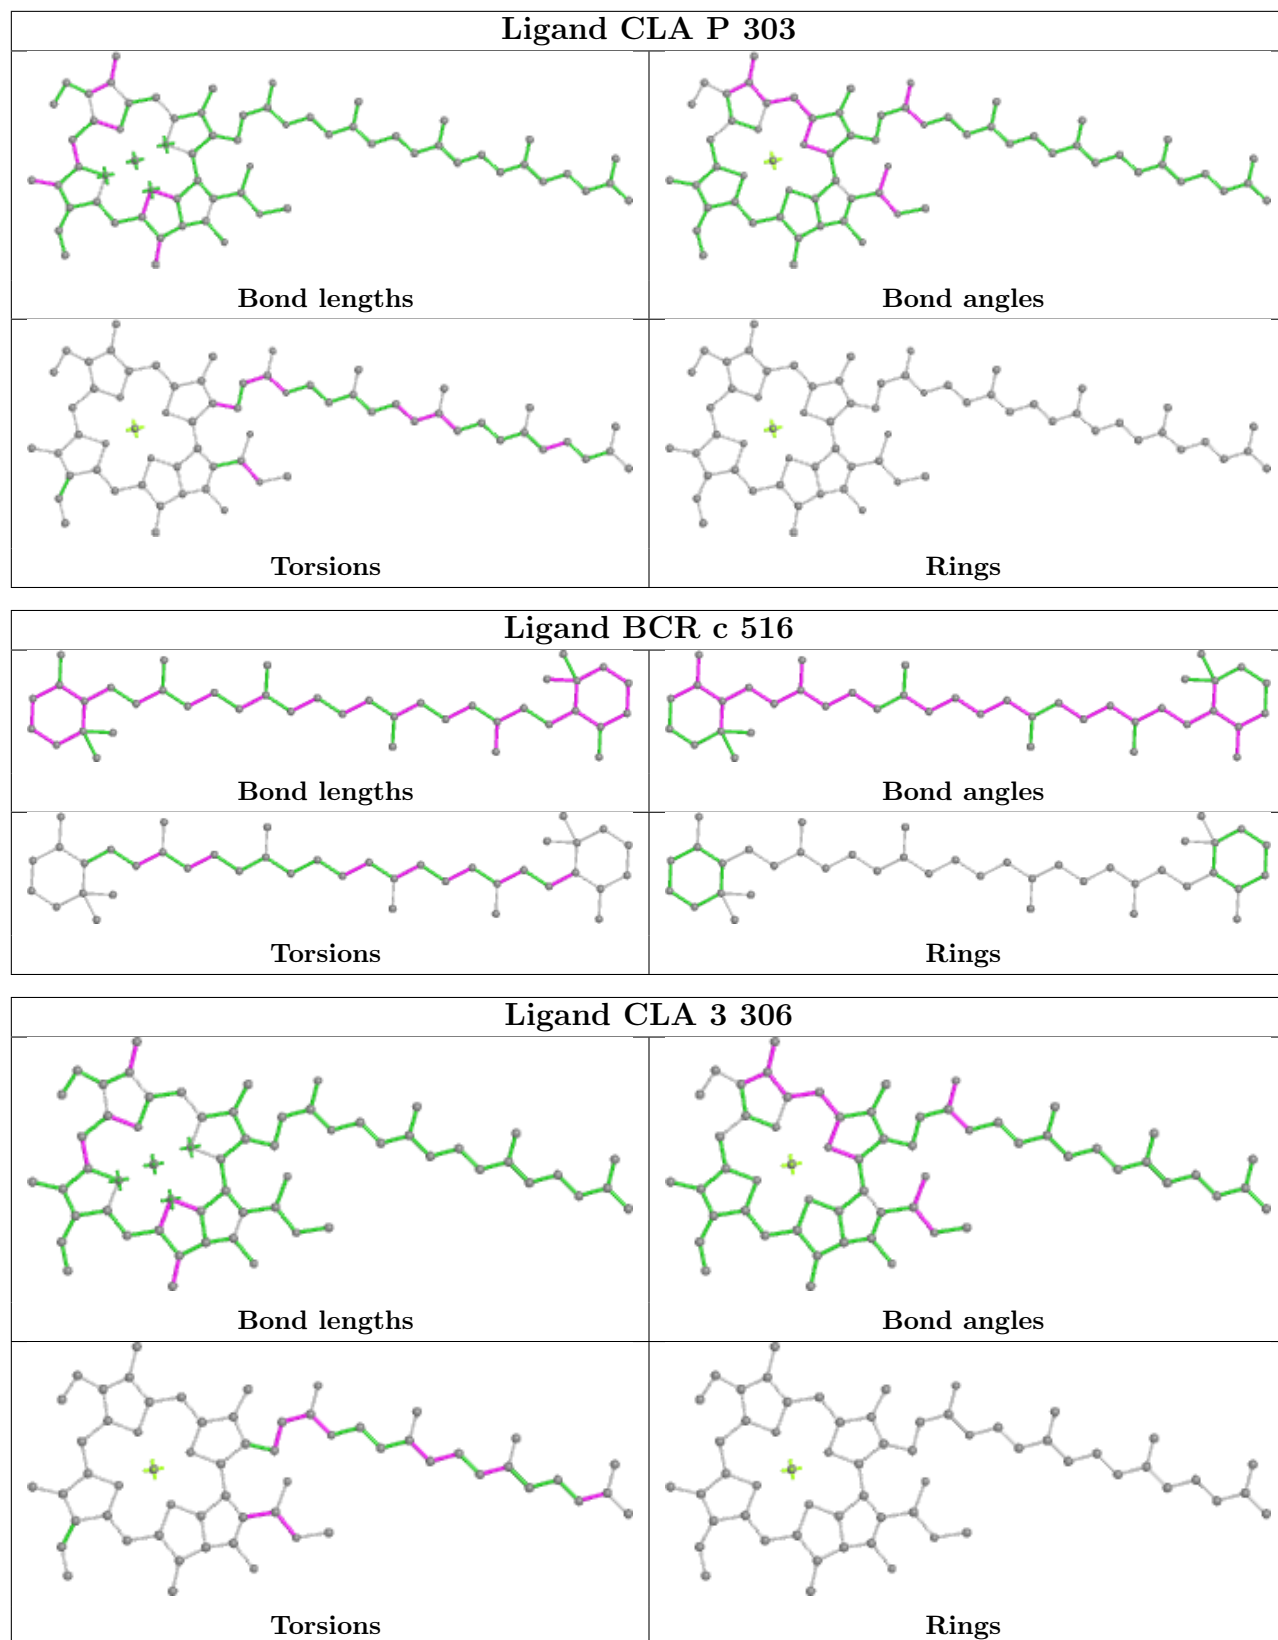 Ligand CLA P 303
Bond lengths
Bond angles
Torsions
Rings
Ligand BCR c 516
Bond lengths
Bond angles
Torsions
Rings
Ligand CLA 3 306
Bond lengths
Bond angles
Torsions
Rings